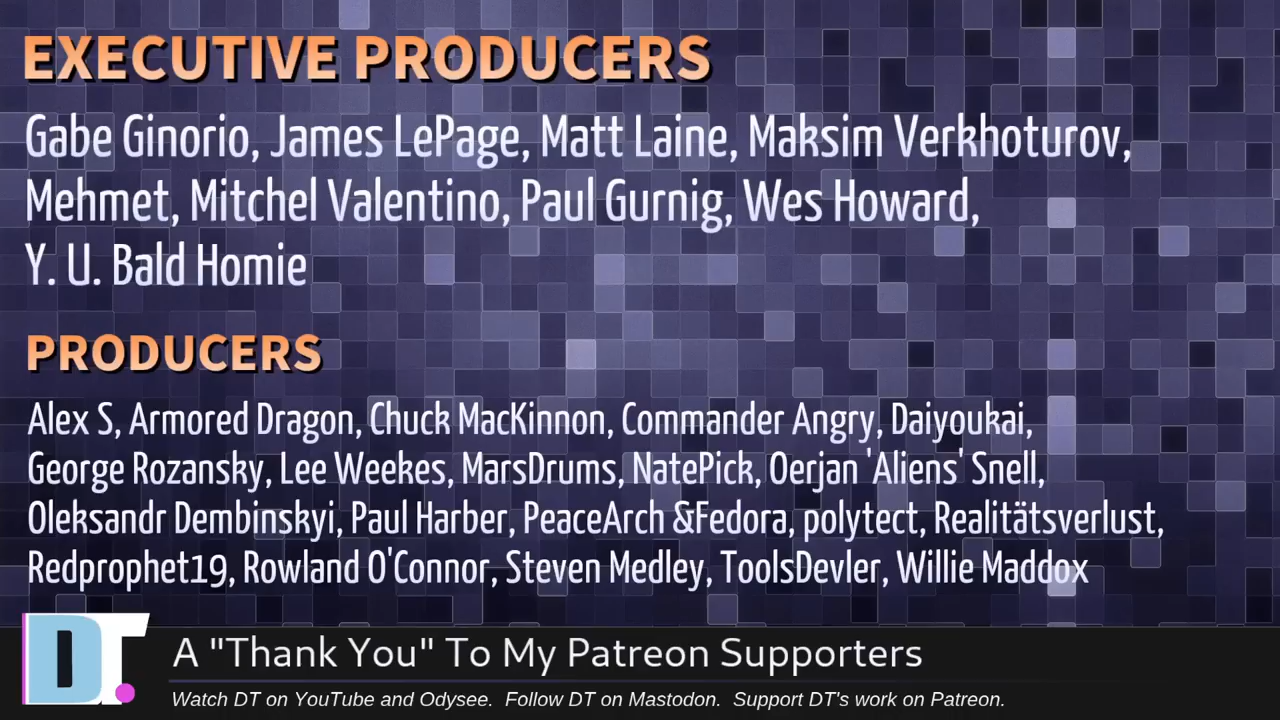 EXECUTIVE PRODUCERS
Gabe Ginorio, James LePage, Matt Laine, Maksim Verkhoturov,
Mehmet, Mitchel Valentino, Paul Gurnig, Wes Howard,
Y. U. Bald Homie
PRODUCERS
Alex S, Armored Dragon, Chuck MacKinnon, Commander Angry, Daiyoukai,
George Rozansky, Lee Weekes, MarsDrums, NatePick, Oerjan 'Aliens' Snell,
Oleksandr Dembinskyi, Paul Harber, PeaceArch &Fedora, polytect, Realitätsverlust,
Redprophet19, Rowland O'Connor, Steven Medley, ToolsDevler, Willie Maddox
DT.
A "Thank You" To My Patreon Supporters
Watch DT on YouTube and Odysee. Follow DT on Mastodon. Support DT's work on Patreon.